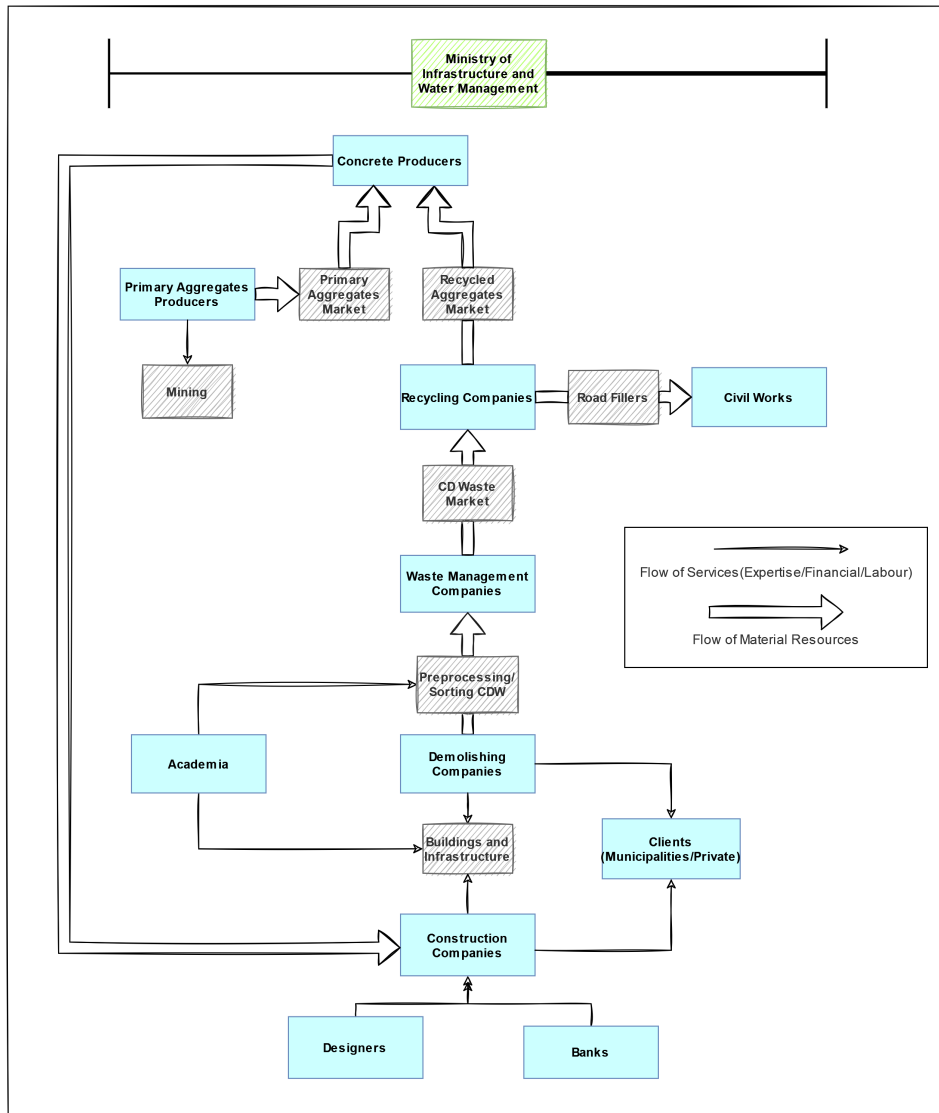 Ministry of
Infrastructure and
Water Management
Concrete Producers
Primary Aggregates
Producers
Primary
Aggregates
Market
Recycled
Aggregates
Market
Mining
Recycling Companies
Road Fillers
Civil Works
CD Waste
Market
Flow of Services(Expertise/Financial/Labour)
Flow of Material Resources
Waste Management
Companies
Preprocessing/
Sorting CDW
Academia
Demolishing
Companies
Buildings and
Infrastructure
Clients
(Municipalities/Private)
Construction
Companies
Designers
Banks